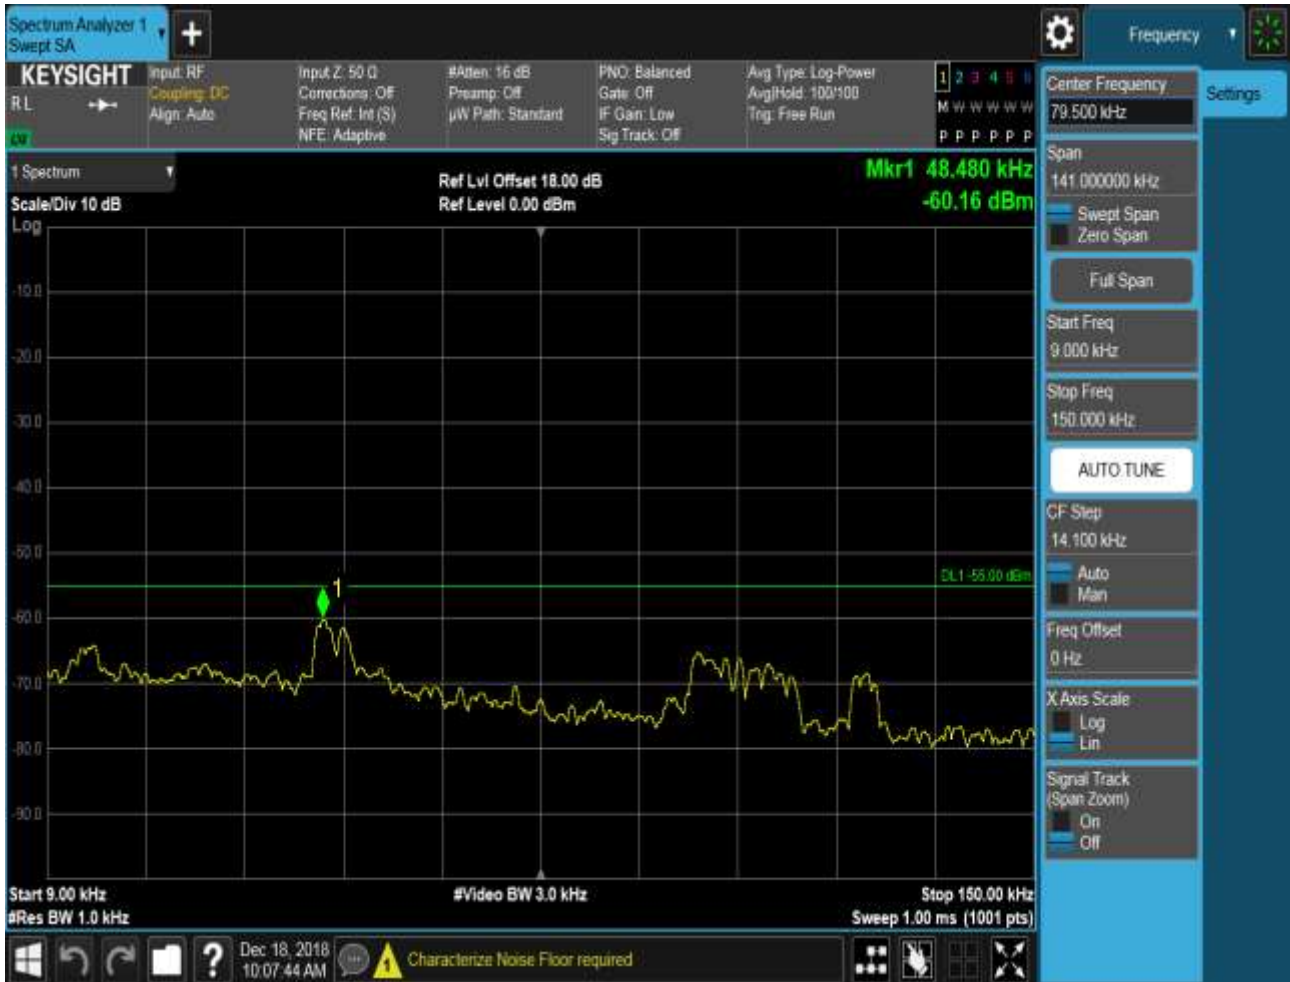 Spectrum Analyzer 1
Swept SA
+
Frequency
KEYSIGHT
Input: RF
Coupling: DC
Align: Auto
Input Z: 50 Ω
Corrections: Off
Freq Ref: Int (S)
NFE: Adaptive
#Atten: 16 dB
Preamp: Off
µW Path: Standard
PNO: Balanced
Gate: Off
IF Gain: Low
Sig Track: Off
Avg Type: Log-Power
Avg|Hold: 100/100
Trig: Free Run
1 2 3 4 5 6
M W W W W W
P P P P P P
R L
1 Spectrum
Scale/Div 10 dB
Log
Ref Lvl Offset 18.00 dB
Ref Level 0.00 dBm
Mkr1 48.480 kHz
-60.16 dBm
-10.0
-20.0
-30.0
-40.0
-50.0
-60.0
-70.0
-80.0
-90.0
1
DL1 -55.00 dBm
Start 9.00 kHz
#Res BW 1.0 kHz
#Video BW 3.0 kHz
Stop 150.00 kHz
Sweep 1.00 ms (1001 pts)
Center Frequency
79.500 kHz
Settings
Span
141.000000 kHz
Swept Span
Zero Span
Full Span
Start Freq
9.000 kHz
Stop Freq
150.000 kHz
AUTO TUNE
CF Step
14.100 kHz
Auto
Man
Freq Offset
0 Hz
X Axis Scale
Log
Lin
Signal Track
(Span Zoom)
On
Off
?
Dec 18, 2018
10:07:44 AM
Characterize Noise Floor required